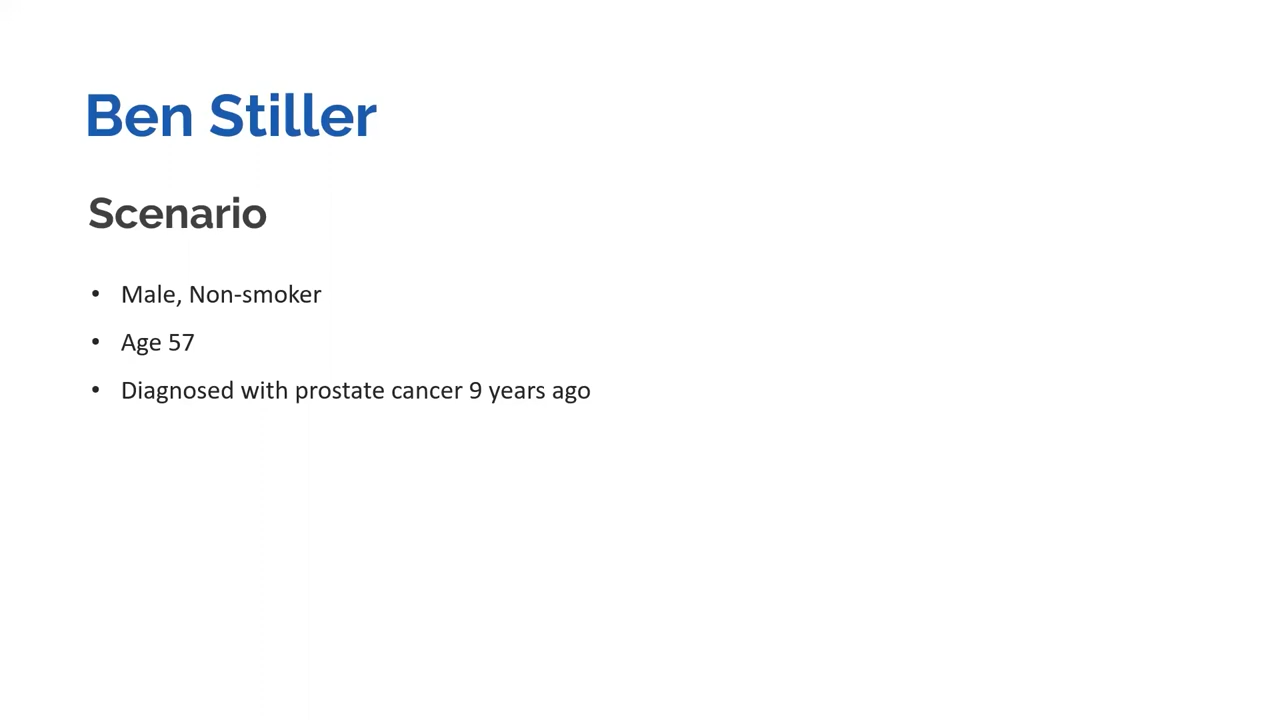 Ben Stiller
Scenario
• Male, Non-smoker
• Age 57
• Diagnosed with prostate cancer 9 years ago